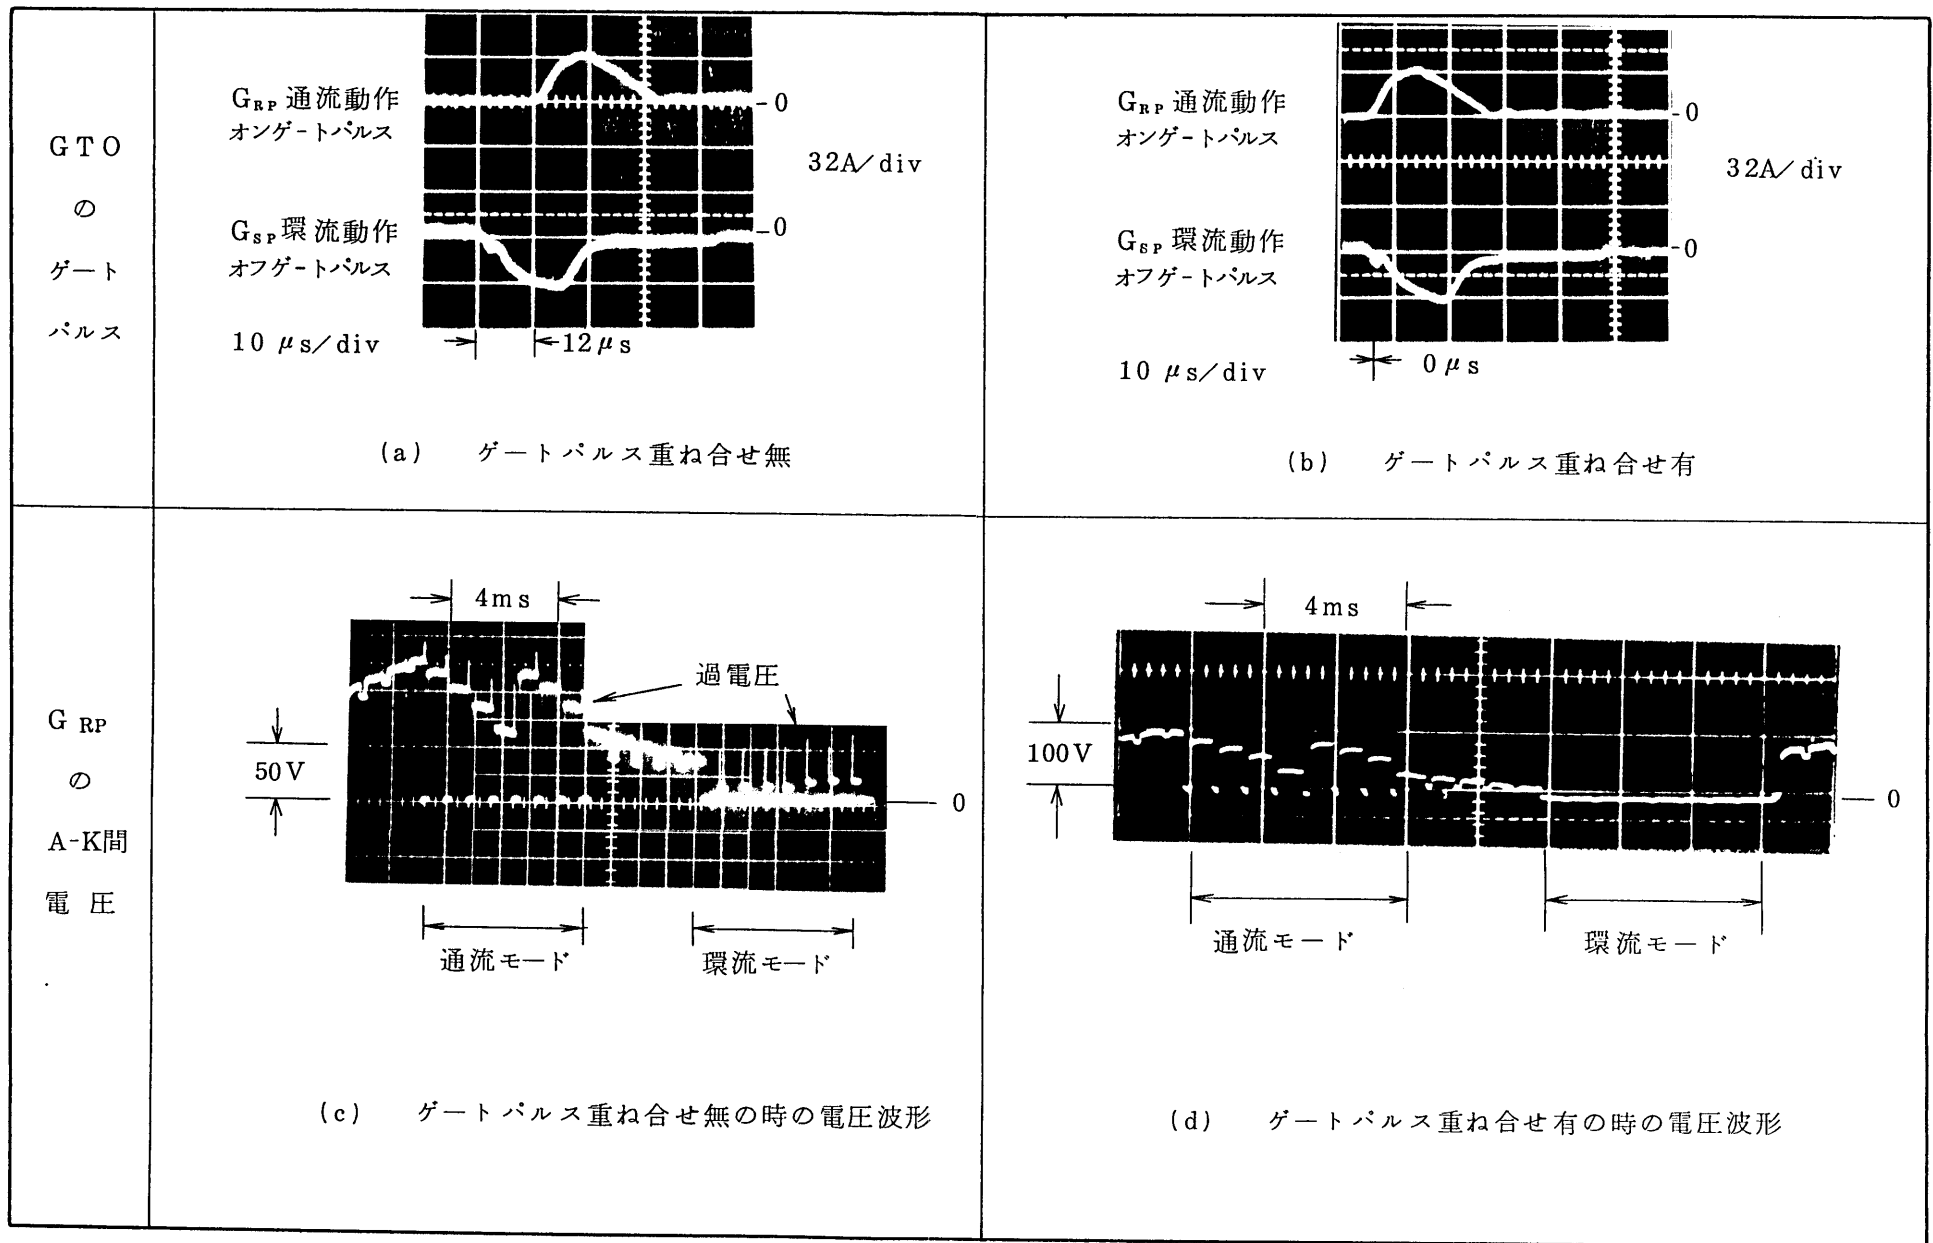 GTO
の
ゲート
パルス
GRP 通流動作
オンゲートパルス
0
32A/div
GSP 環流動作
オフゲートパルス
0
10 μs/div
12μs
(a) ゲートパルス重ね合せ無
GRP 通流動作
オンゲートパルス
0
32A/div
GSP 環流動作
オフゲートパルス
0
10 μs/div
0 μs
(b) ゲートパルス重ね合せ有
G RP
の
A-K間
電圧
4ms
過電圧
50V
0
通流モード
環流モード
(c) ゲートパルス重ね合せ無の時の電圧波形
4ms
100V
0
通流モード
環流モード
(d) ゲートパルス重ね合せ有の時の電圧波形